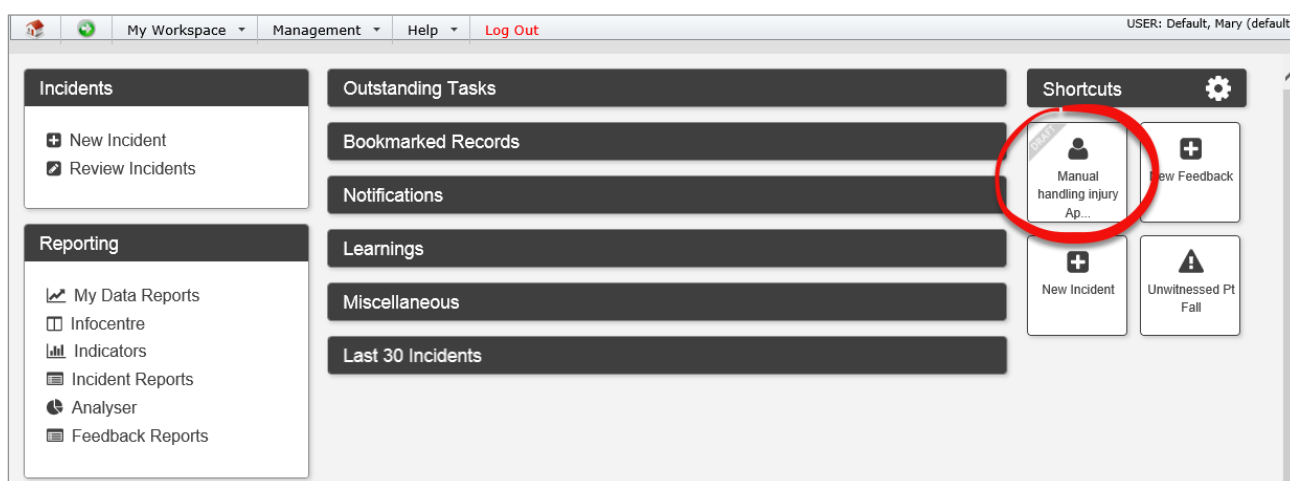 My Workspace
Management
Help
Log Out
USER: Default, Mary (default
Incidents
New Incident
Review Incidents
Reporting
My Data Reports
Infocentre
Indicators
Incident Reports
Analyser
Feedback Reports
Outstanding Tasks
Bookmarked Records
Notifications
Learnings
Miscellaneous
Last 30 Incidents
Shortcuts
DRAFT
Manual
handling injury
Ap...
New Feedback
New Incident
Unwitnessed Pt
Fall